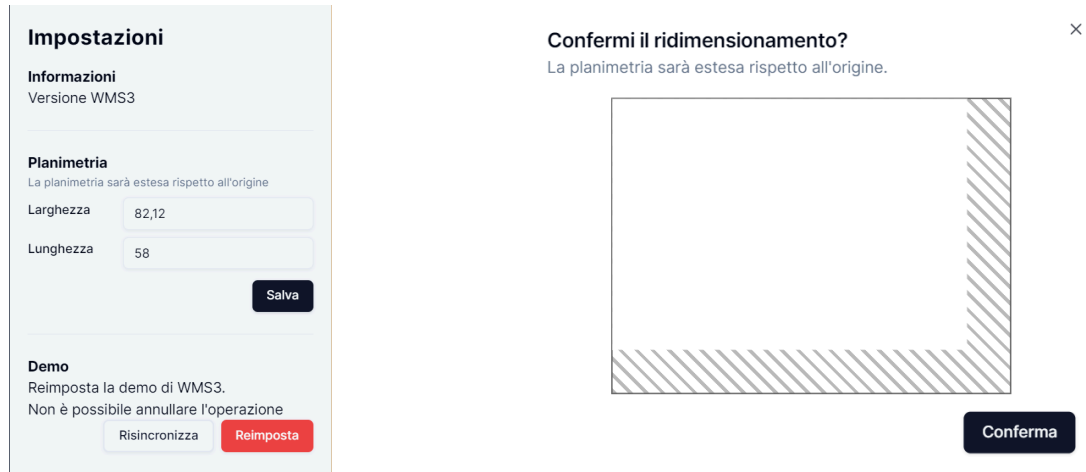 Impostazioni
Informazioni
Versione WMS3
Planimetria
La planimetria sarà estesa rispetto all'origine
Larghezza
82,12
Lunghezza
58
Salva
Demo
Reimposta la demo di WMS3.
Non è possibile annullare l'operazione
Risincronizza
Reimposta
Confermi il ridimensionamento?
La planimetria sarà estesa rispetto all'origine.
Conferma